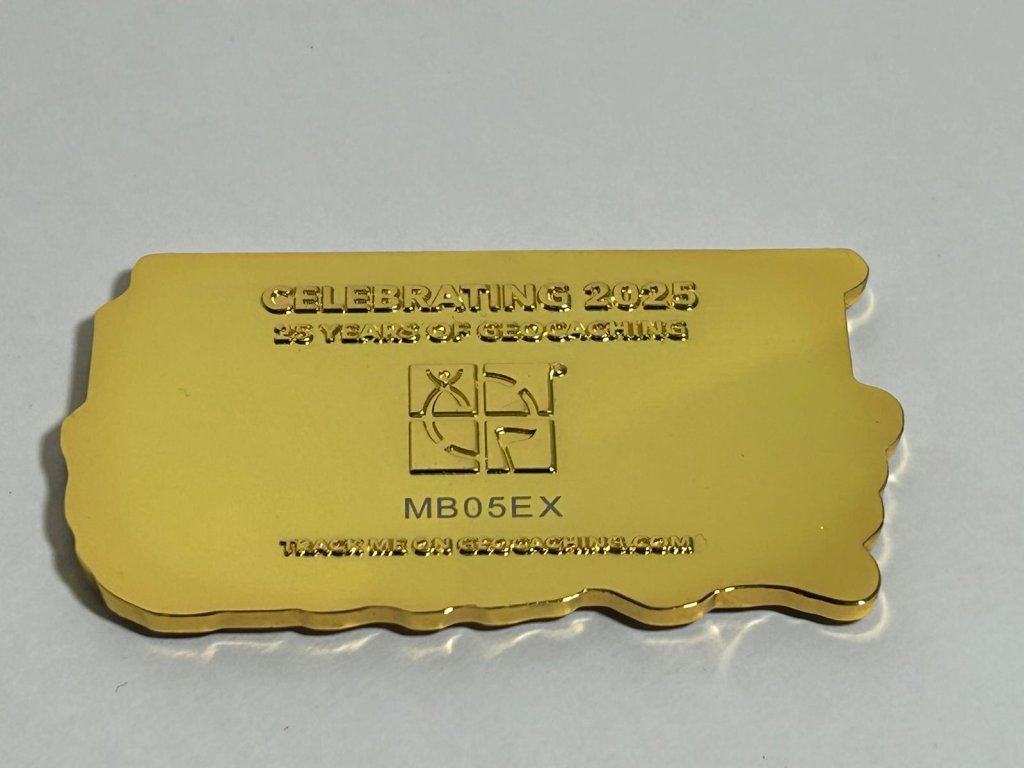 CELEBRATING 2025
25 YEARS OF GEOCACHING
®
MB05EX
TRACK ME ON GEOCACHING.COM